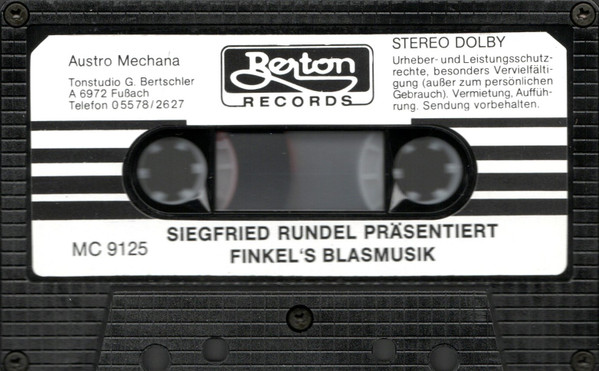 Austro Mechana
Tonstudio G. Bertschler
A 6972 Fußach
Telefon 05578/2627
Berton
RECORDS
STEREO DOLBY
Urheber- und Leistungsschutz-
rechte, besonders Vervielfälti-
gung (außer zum persönlichen
Gebrauch). Vermietung, Auffüh-
rung. Sendung vorbehalten.
MC 9125
SIEGFRIED RUNDEL PRÄSENTIERT
FINKEL'S BLASMUSIK